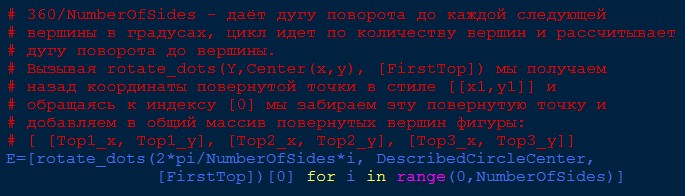 # 360/NumberOfSides – даёт дугу поворота до каждой следующей
# вершины в градусах, цикл идет по количеству вершин и рассчитывает
# дугу поворота до вершины.
# Вызывая rotate_dots(Y,Center(x,y), [FirstTop]) мы получаем
# назад координаты повернутой точки в стиле [[x1,y1]] и
# обращаясь к индексу [0] мы забираем эту повернутую точку и
# добавляем в общий массив повернутых вершин фигуры:
# [ [Top1_x, Top1_y], [Top2_x, Top2_y], [Top3_x, Top3_y]]
E=[rotate_dots(2*pi/NumberOfSides*i, DescribedCircleCenter,
[FirstTop])[0] for i in range(0,NumberOfSides)]